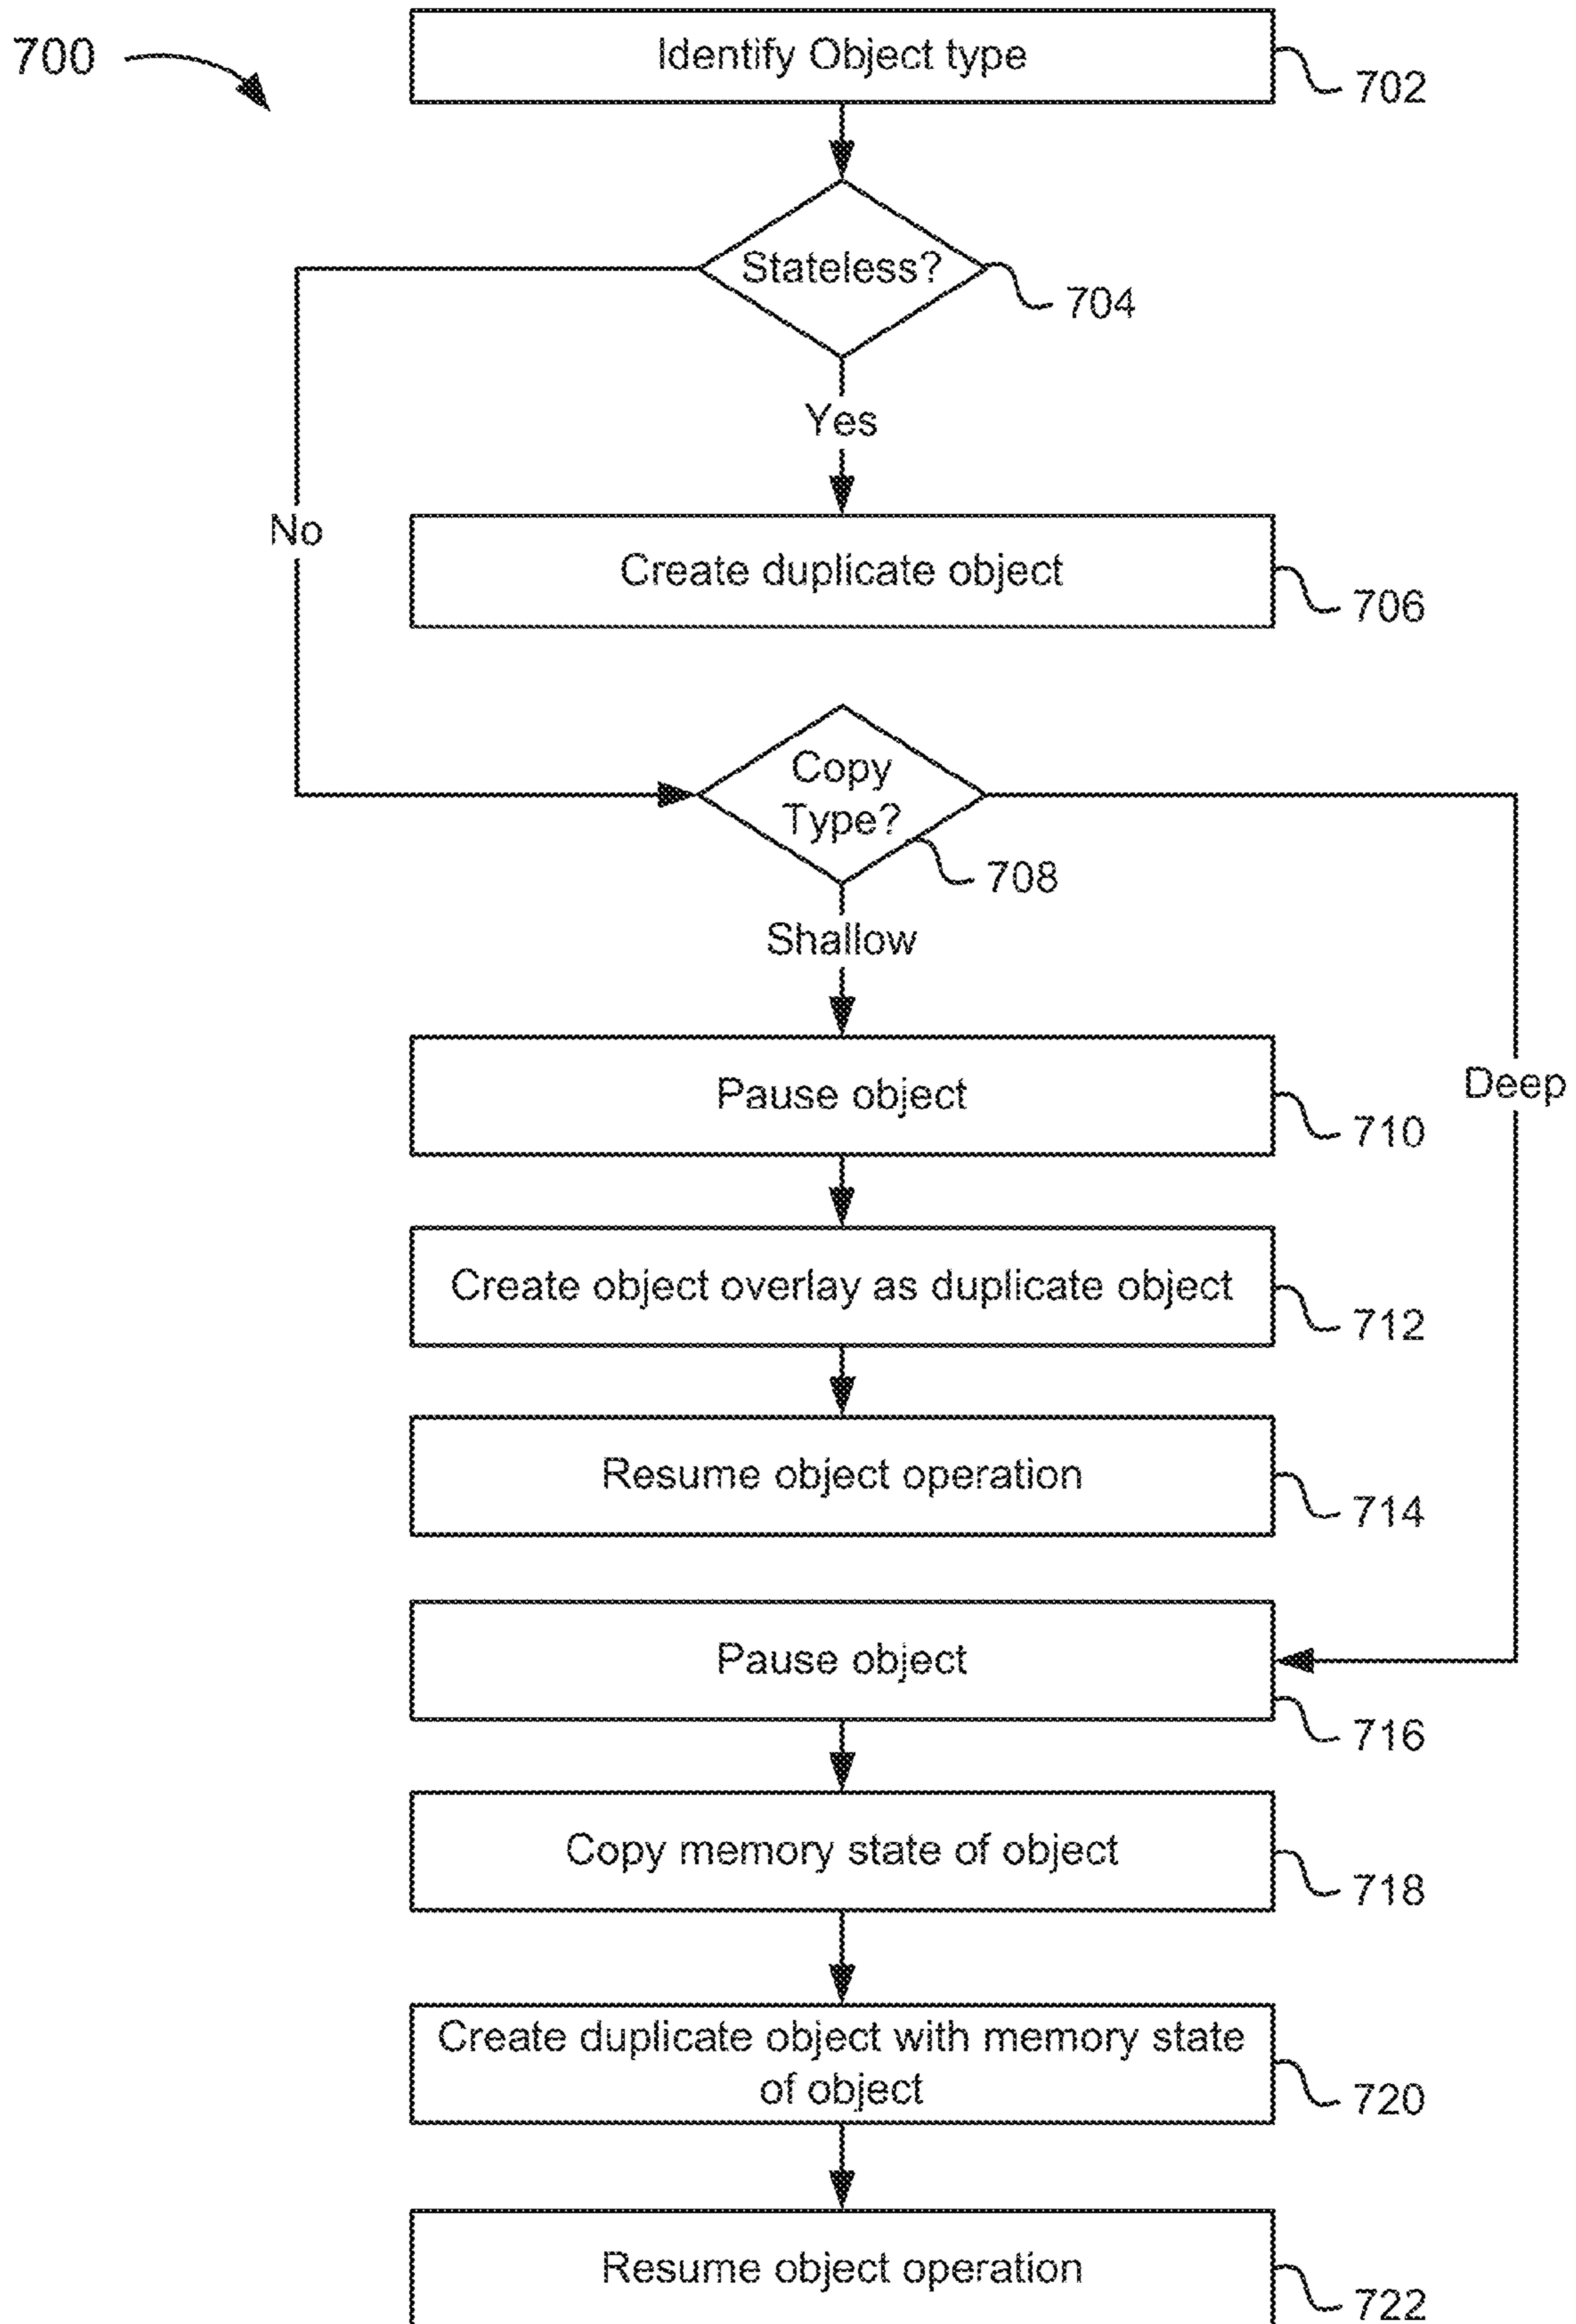 700
Identify Object type
702
Stateless?
704
Yes
No
Create duplicate object
706
Copy
Type?
708
Shallow
Pause object
710
Deep
Create object overlay as duplicate object
712
Resume object operation
714
Pause object
716
Copy memory state of object
718
Create duplicate object with memory state
of object
720
Resume object operation
722